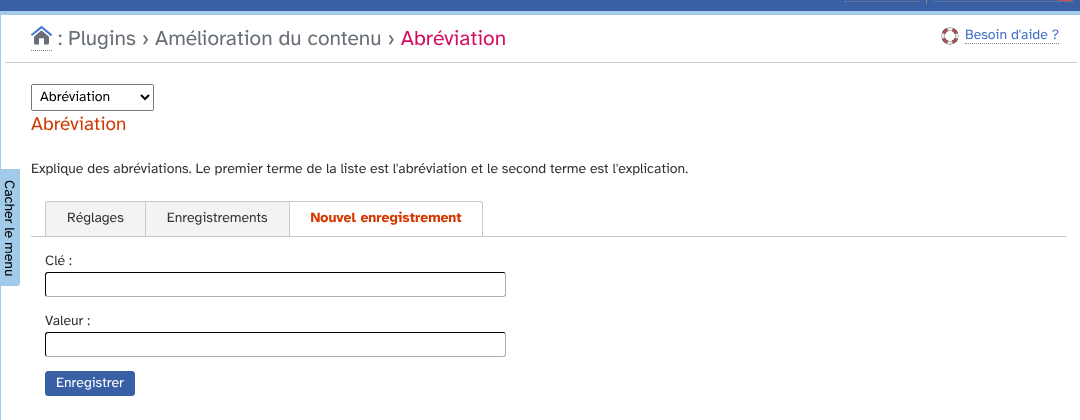 : Plugins › Amélioration du contenu › Abréviation
Besoin d'aide ?
Abréviation
Abréviation
Explique des abréviations. Le premier terme de la liste est l'abréviation et le second terme est l'explication.
Cacher le menu
Réglages
Enregistrements
Nouvel enregistrement
Clé :
Valeur :
Enregistrer